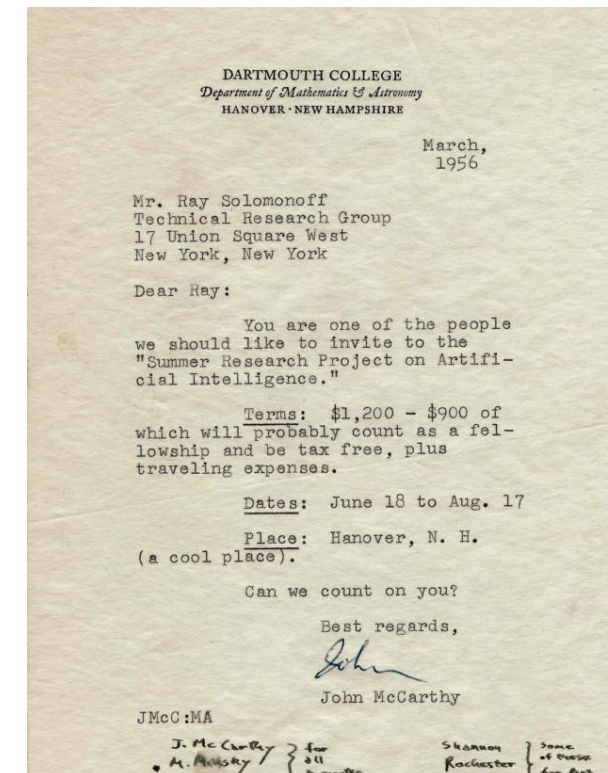 DARTMOUTH COLLEGE
Department of Mathematics & Astronomy
HANOVER · NEW HAMPSHIRE
March,
1956
Mr. Ray Solomonoff
Technical Research Group
17 Union Square West
New York, New York
Dear Ray:
You are one of the people
we should like to invite to the
"Summer Research Project on Artifi-
cial Intelligence."
Terms: $1,200 - $900 of
which will probably count as a fel-
lowship and be tax free, plus
traveling expenses.
Dates: June 18 to Aug. 17
Place: Hanover, N. H.
(a cool place).
Can we count on you?
Best regards,
John
John McCarthy
JMcC:MA
J. McCarthy } for Shannon } some
M. Minsky all Rochester of these